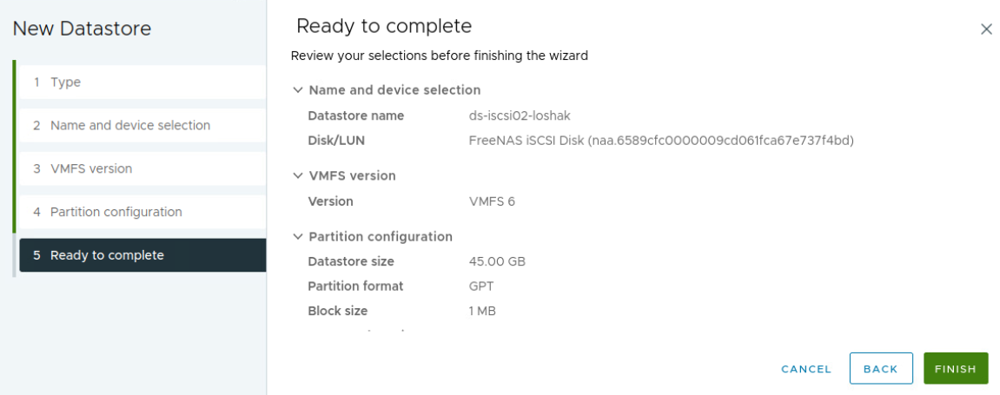 New Datastore
1 Type
2 Name and device selection
3 VMFS version
4 Partition configuration
5 Ready to complete
Ready to complete
Review your selections before finishing the wizard
Name and device selection
Datastore name ds-iscsi02-loshak
Disk/LUN FreeNAS iSCSI Disk (naa.6589cfc0000009cd061fca67e737f4bd)
VMFS version
Version VMFS 6
Partition configuration
Datastore size 45.00 GB
Partition format GPT
Block size 1 MB
CANCEL BACK FINISH